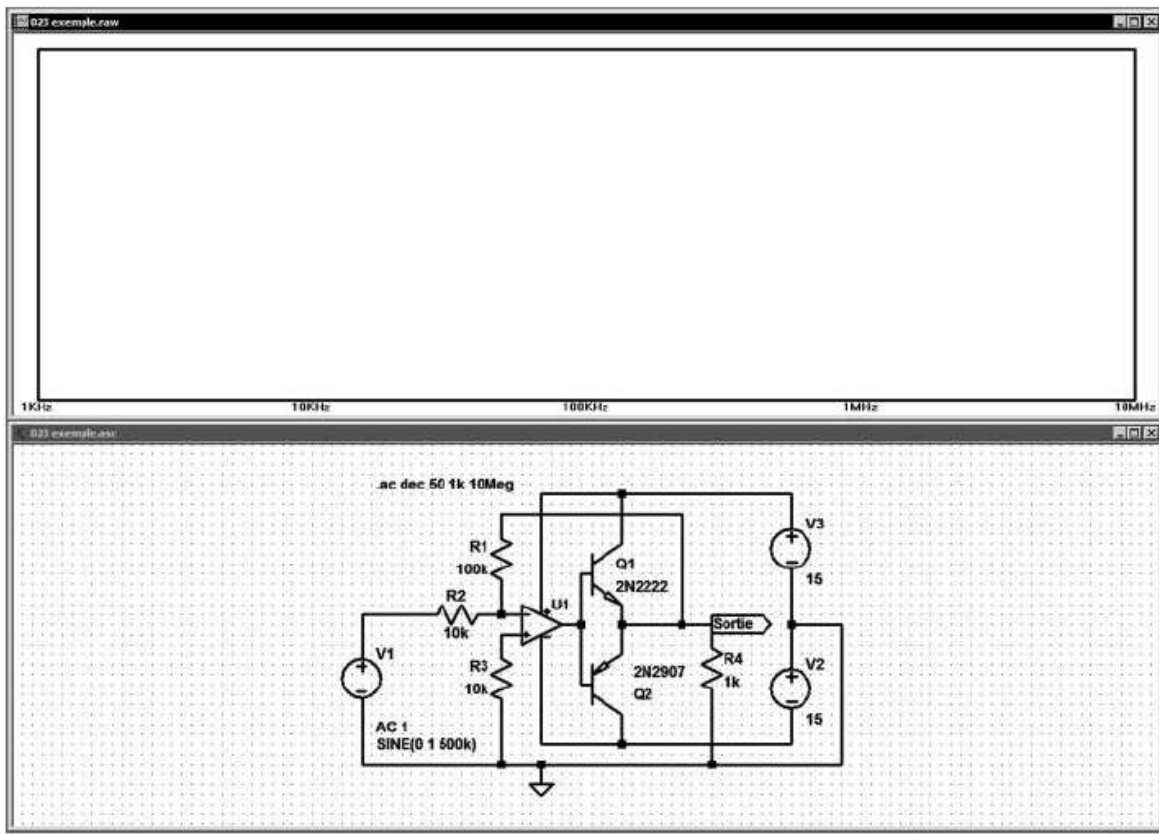 023 exemple.raw
1KHz 10KHz 100KHz 1MHz 10MHz
023 exemple.asc
.ac dec 50 1k 10Meg
V3
R1
Q1
100k
2N2222
15
R2
U1
Sortie
10k
V1
R3
2N2907
R4
V2
10k
Q2
1k
AC 1
15
SINE(0 1 500k)